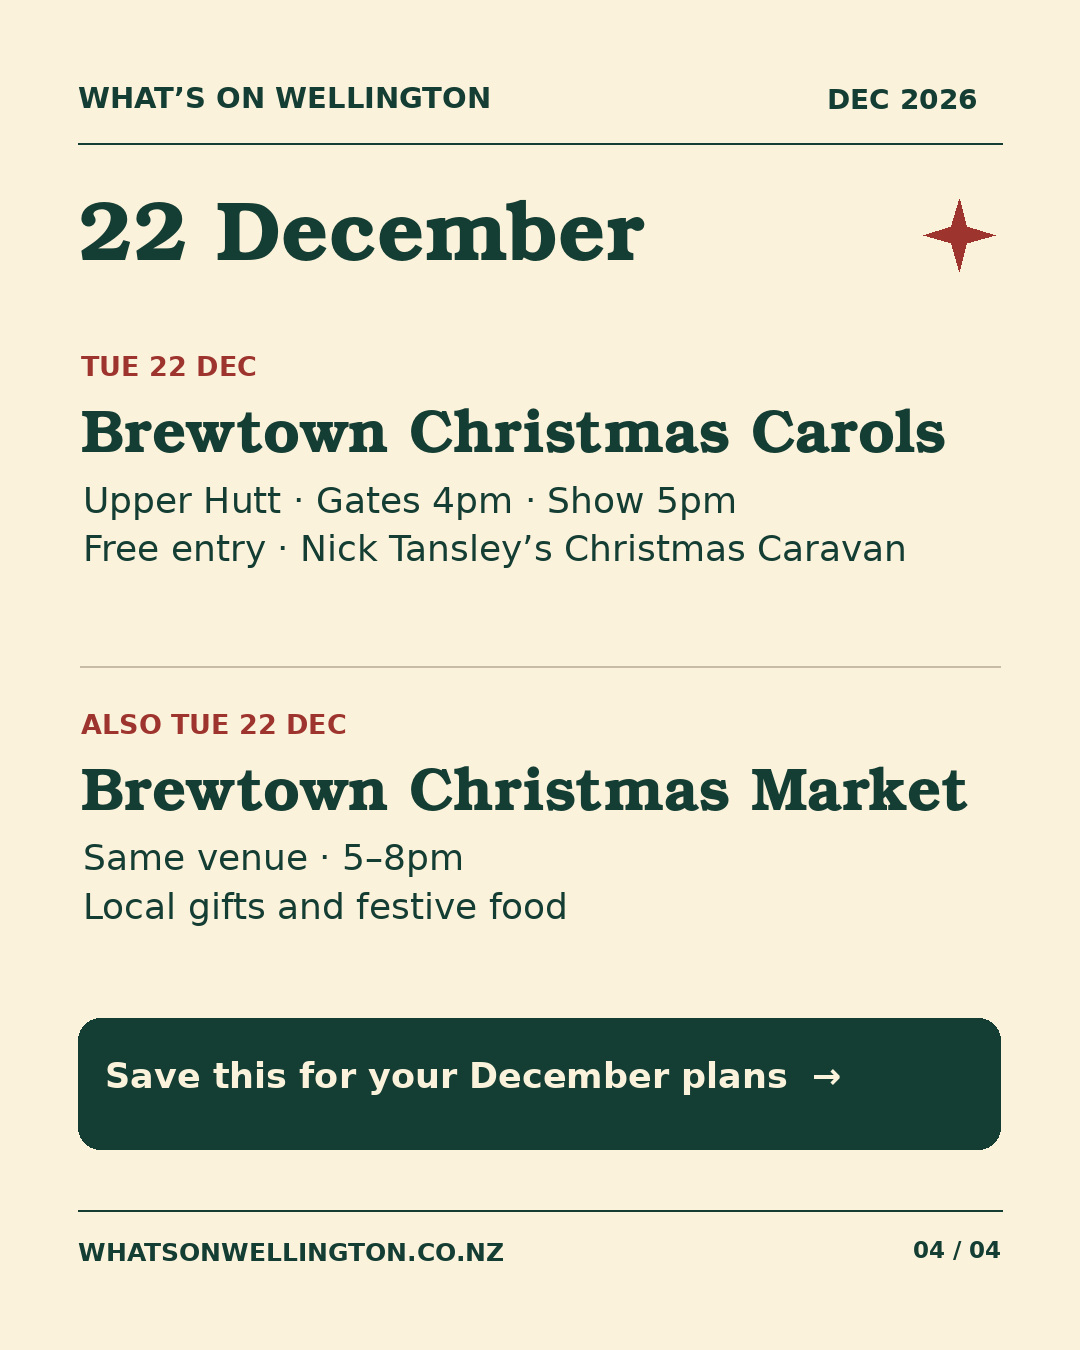 WHAT’S ON WELLINGTON
DEC 2026
22 December
TUE 22 DEC
Brewtown Christmas Carols
Upper Hutt · Gates 4pm · Show 5pm
Free entry · Nick Tansley’s Christmas Caravan
ALSO TUE 22 DEC
Brewtown Christmas Market
Same venue · 5–8pm
Local gifts and festive food
Save this for your December plans →
WHATSONWELLINGTON.CO.NZ
04 / 04